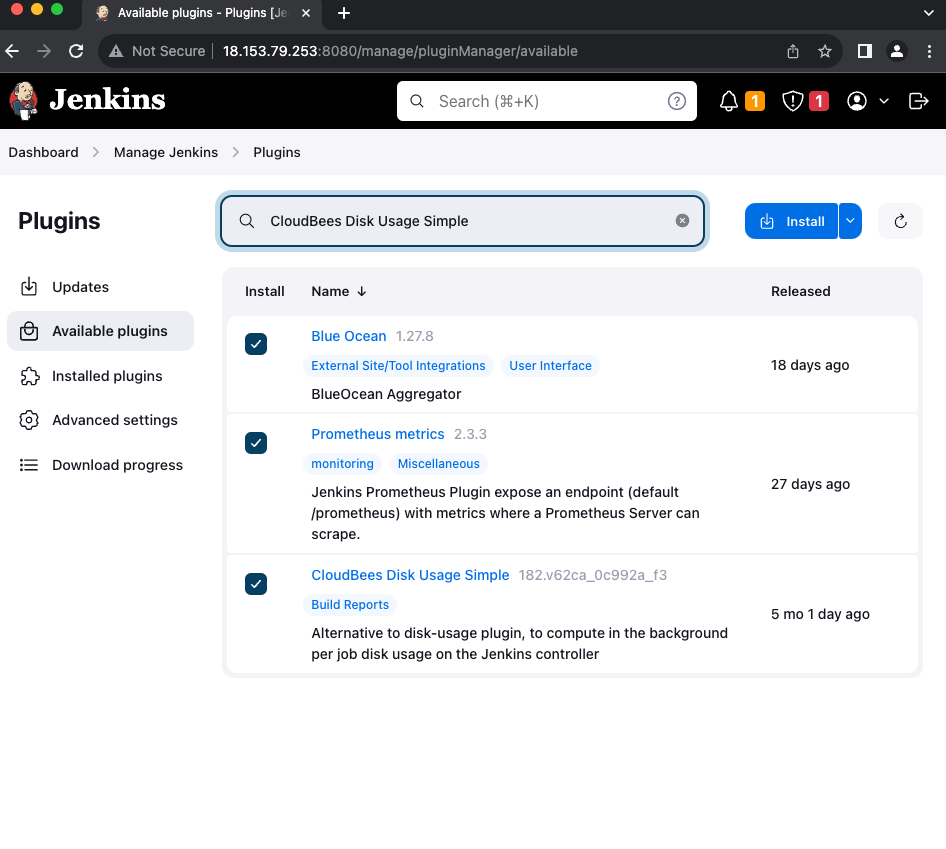 Available plugins - Plugins [Je
Not Secure 18.153.79.253:8080/manage/pluginManager/available
Jenkins
Search (⌘+K)
1
1
Dashboard
Manage Jenkins
Plugins
Plugins
CloudBees Disk Usage Simple
Install
Updates
Available plugins
Installed plugins
Advanced settings
Download progress
Install Name ↓ Released
Blue Ocean 1.27.8
External Site/Tool Integrations User Interface
BlueOcean Aggregator
18 days ago
Prometheus metrics 2.3.3
monitoring Miscellaneous
Jenkins Prometheus Plugin expose an endpoint (default
/prometheus) with metrics where a Prometheus Server can
scrape.
27 days ago
CloudBees Disk Usage Simple 182.v62ca_0c992a_f3
Build Reports
Alternative to disk-usage plugin, to compute in the background
per job disk usage on the Jenkins controller
5 mo 1 day ago